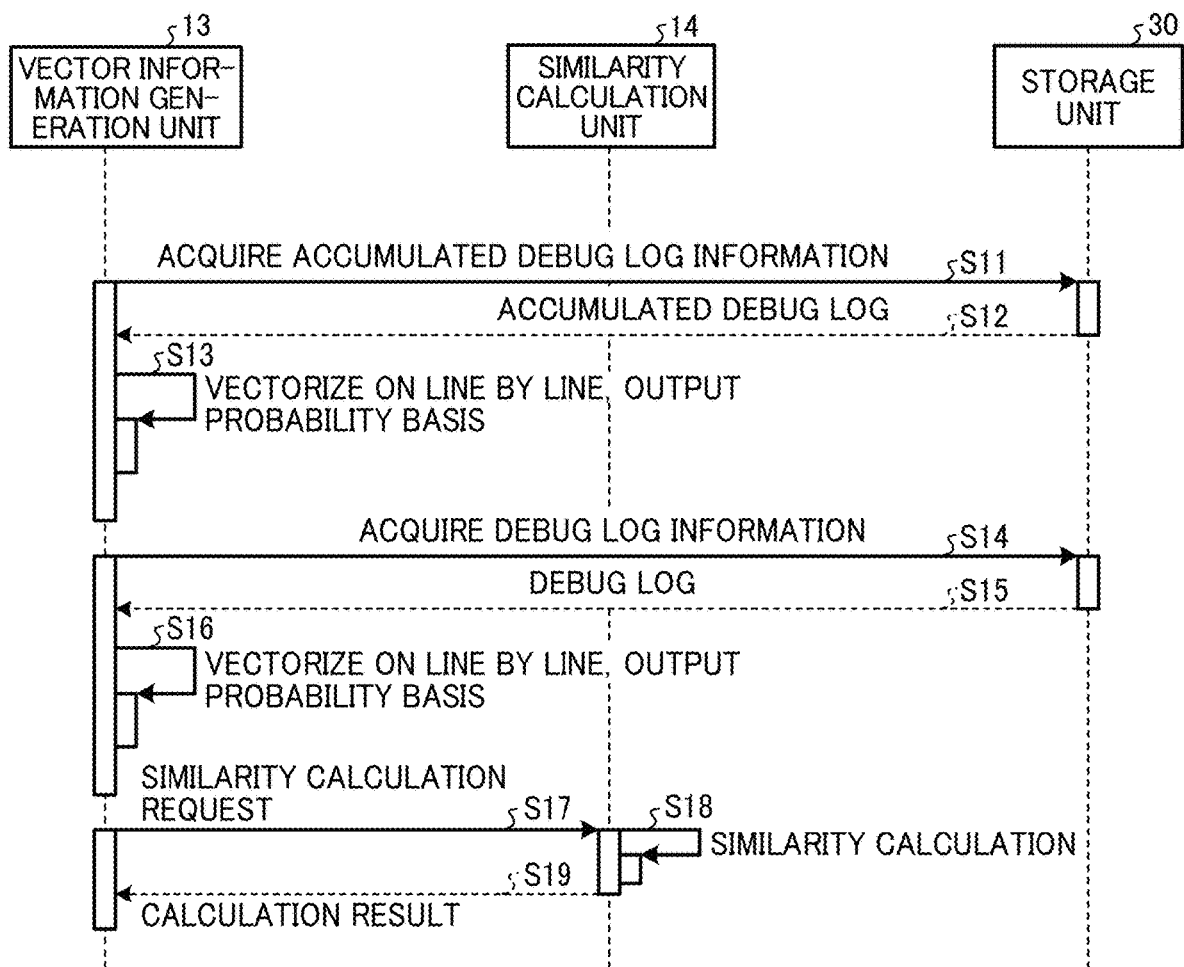 13
14
30
VECTOR INFOR-
MATION GEN-
ERATION UNIT
SIMILARITY
CALCULATION
UNIT
STORAGE
UNIT
ACQUIRE ACCUMULATED DEBUG LOG INFORMATION
S11
ACCUMULATED DEBUG LOG
S12
S13
VECTORIZE ON LINE BY LINE, OUTPUT
PROBABILITY BASIS
ACQUIRE DEBUG LOG INFORMATION
S14
DEBUG LOG
S15
S16
VECTORIZE ON LINE BY LINE, OUTPUT
PROBABILITY BASIS
SIMILARITY CALCULATION
REQUEST
S17
S18
SIMILARITY CALCULATION
S19
CALCULATION RESULT